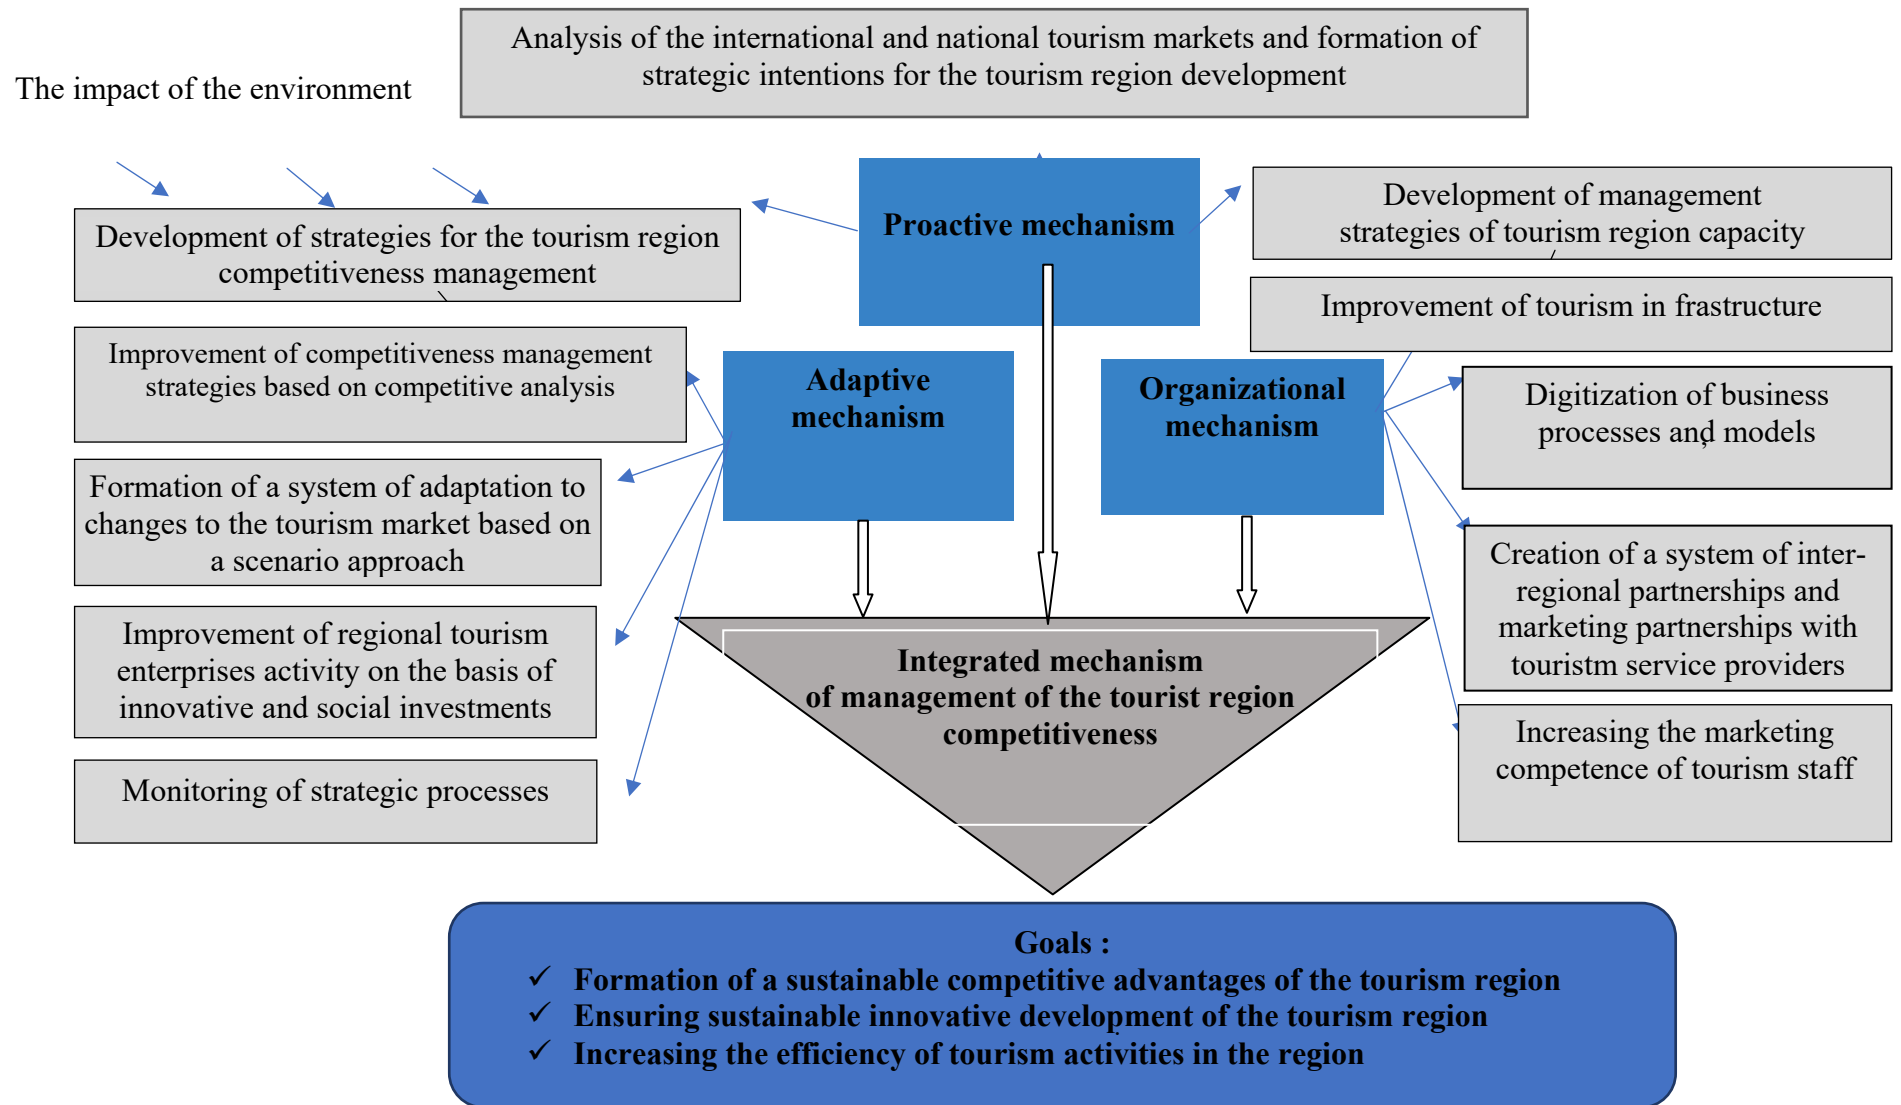 Analysis of the international and national tourism markets and formation of
strategic intentions for the tourism region development
The impact of the environment
Proactive mechanism
Development of management
strategies of tourism region capacity
Development of strategies for the tourism region
competitiveness management
Improvement of tourism in frastructure
Improvement of competitiveness management
strategies based on competitive analysis
Adaptive
mechanism
Organizational
mechanism
Digitization of business
processes and models
Formation of a system of adaptation to
changes to the tourism market based on
a scenario approach
Creation of a system of inter-
regional partnerships and
marketing partnerships with
touristm service providers
Improvement of regional tourism
enterprises activity on the basis of
innovative and social investments
Integrated mechanism
of management of the tourist region
competitiveness
Increasing the marketing
competence of tourism staff
Monitoring of strategic processes
Goals :
✓ Formation of a sustainable competitive advantages of the tourism region
✓ Ensuring sustainable innovative development of the tourism region
✓ Increasing the efficiency of tourism activities in the region